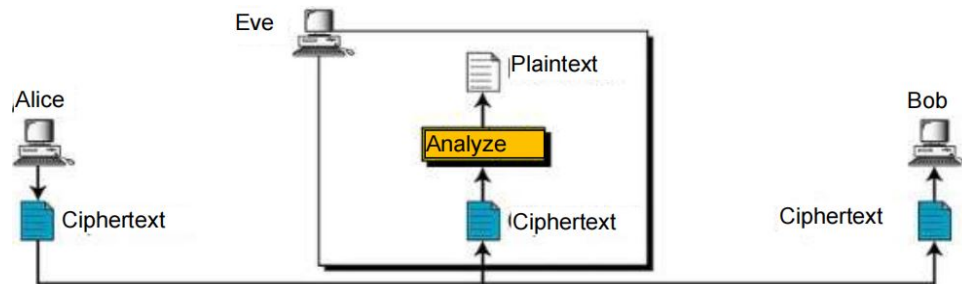 Eve
Plaintext
Alice
Bob
Analyze
Ciphertext
Ciphertext
Ciphertext